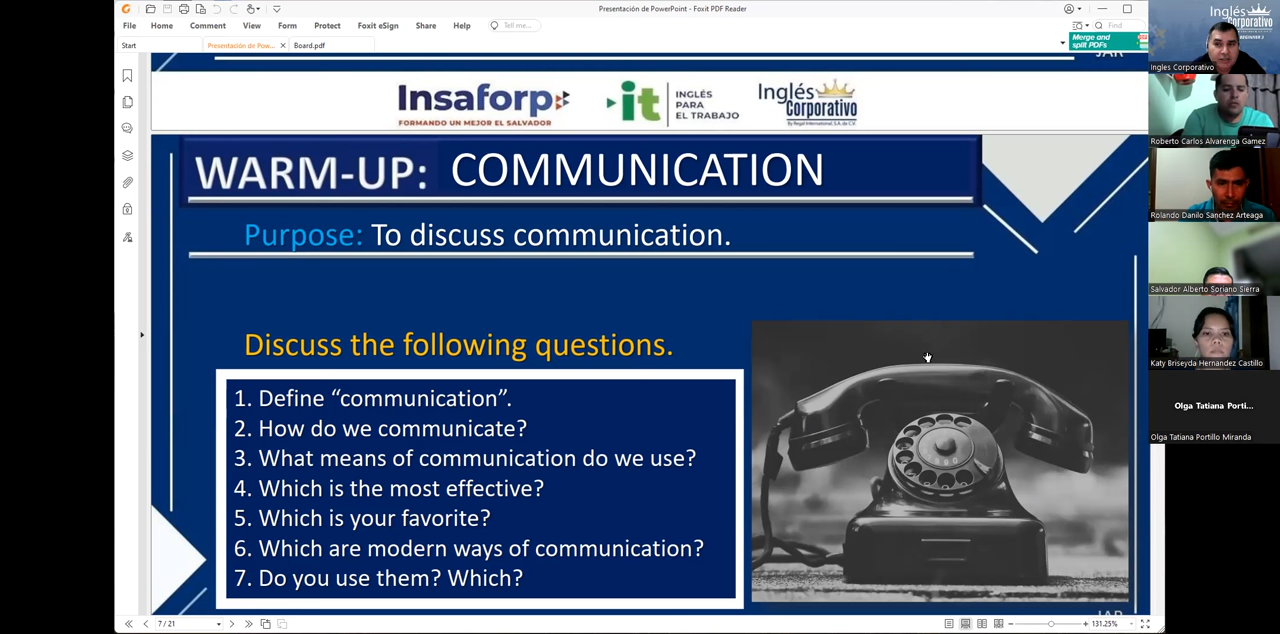 Presentación de PowerPoint - Foxit PDF Reader
File Home Comment View Form Protect Foxit eSign Share Help Tell me... Find
Start Presentación de Pow... Board.pdf
Merge and
split PDFs
Insaforp
FORMANDO UN MEJOR EL SALVADOR
it
INGLÉS
PARA
EL TRABAJO
Inglés
Corporativo
WARM-UP: COMMUNICATION
Purpose: To discuss communication.
Discuss the following questions.
1. Define “communication”.
2. How do we communicate?
3. What means of communication do we use?
4. Which is the most effective?
5. Which is your favorite?
6. Which are modern ways of communication?
7. Do you use them? Which?
7 / 21
131.25%
Inglés
Corporativo
Ingles Corporativo
Roberto Carlos Alvarenga Gamez
Rolando Danilo Sanchez Arteaga
Salvador Alberto Soriano Sierra
Katy Briseyda Hernandez Castillo
Olga Tatiana Porti...
Olga Tatiana Portillo Miranda